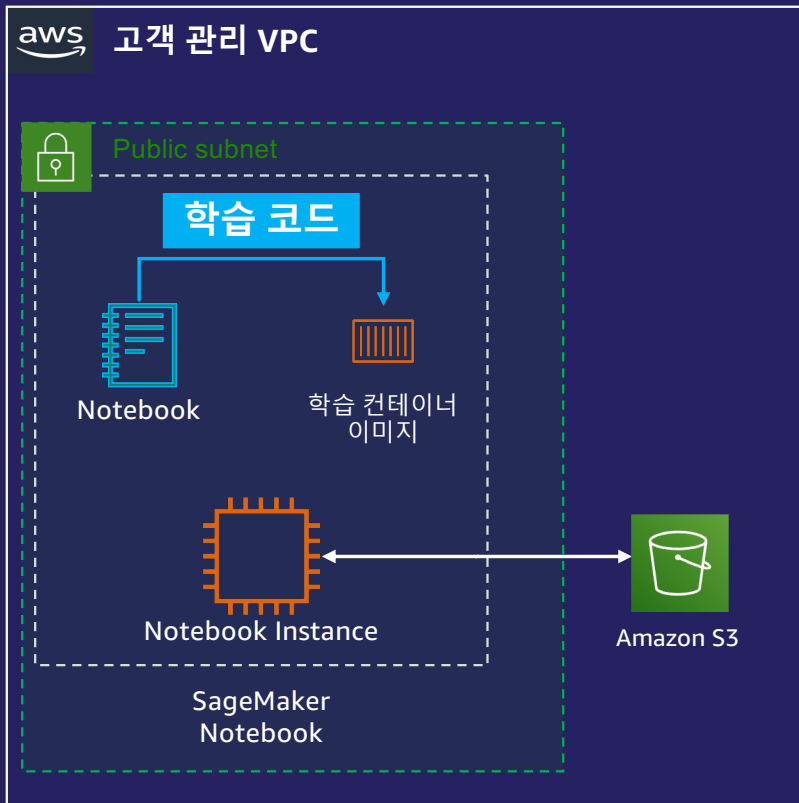 aws
고객 관리 VPC
Public subnet
학습 코드
Notebook
학습 컨테이너
이미지
Notebook Instance
Amazon S3
SageMaker
Notebook